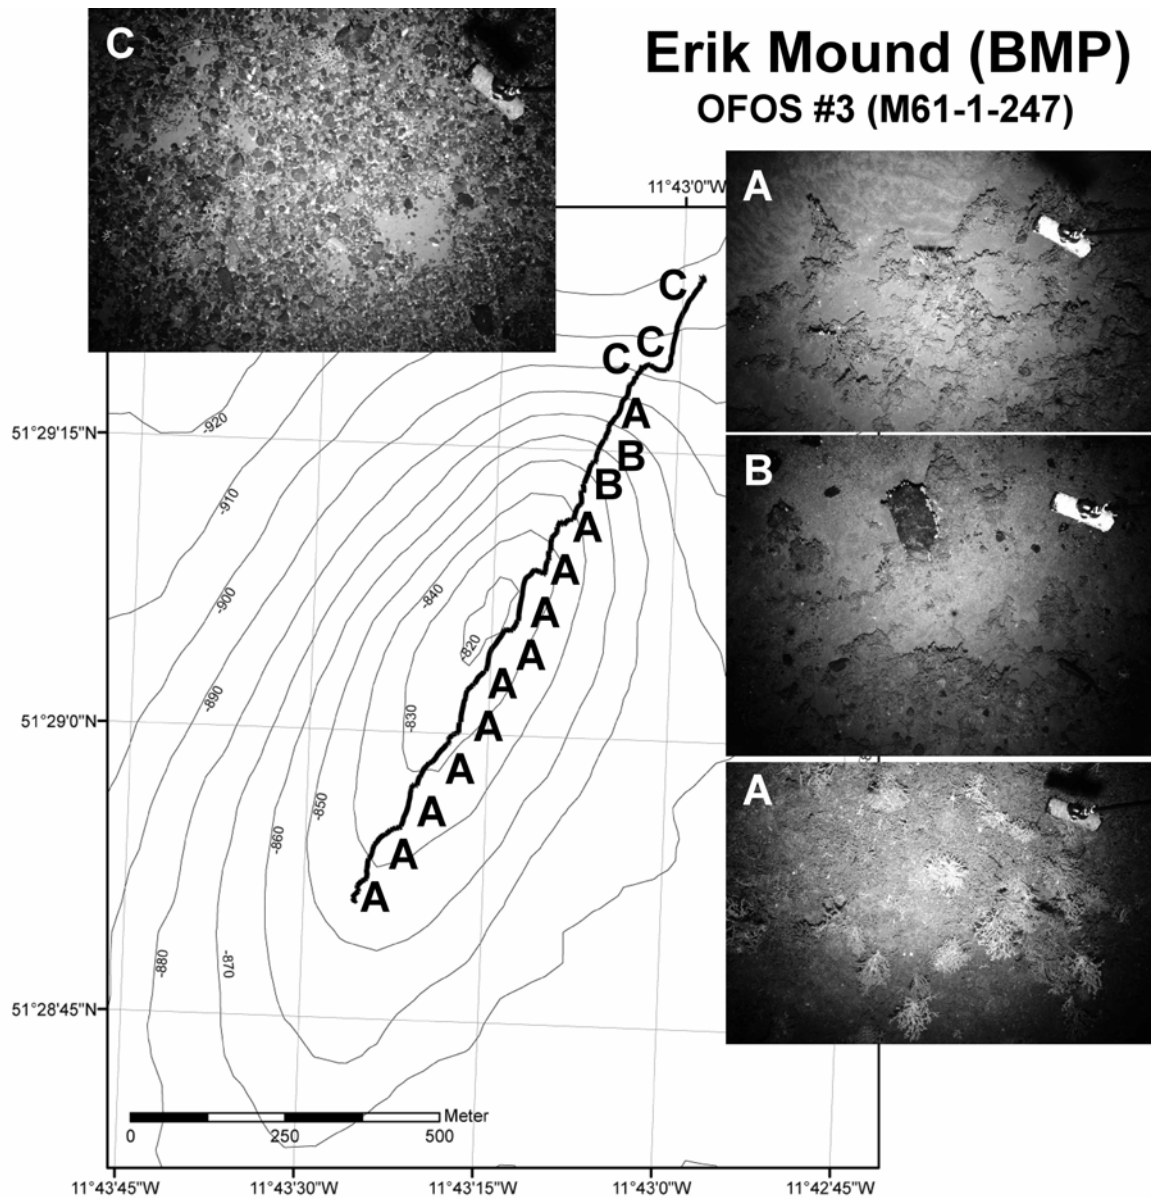 C
Erik Mound (BMP)
OFOS #3 (M61-1-247)
A
11°43'0"W
C
C
C
A
51°29'15"N
-920
B
B
B
-910
A
A
-840
-900
A
-820
A
-890
A
51°29'0"N
-830
A
A
A
-850
A
-860
A
A
-880
-870
51°28'45"N
Meter
0
250
500
11°43'45"W
11°43'30"W
11°43'15"W
11°43'0"W
11°42'45"W